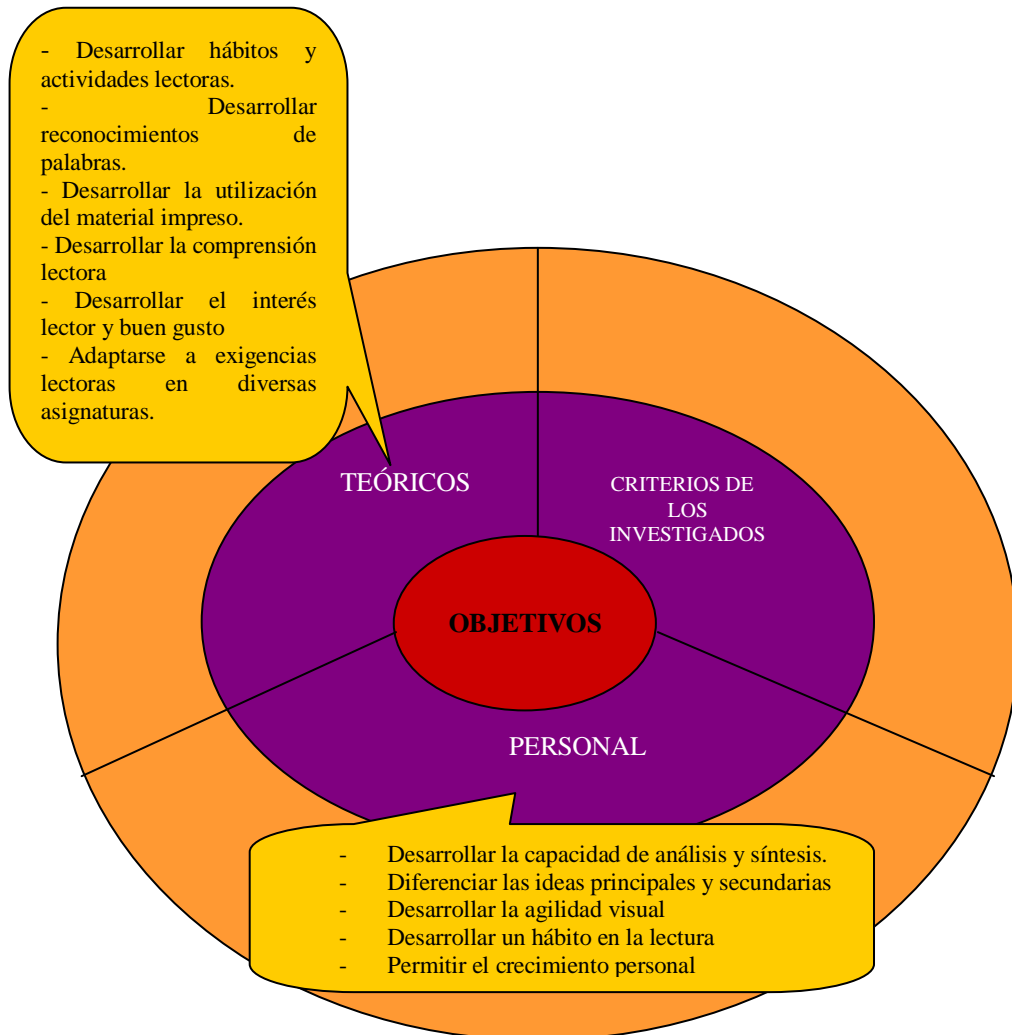 - Desarrollar hábitos y
actividades lectoras.
- Desarrollar
reconocimientos de
palabras.
- Desarrollar la utilización
del material impreso.
- Desarrollar la comprensión
lectora
- Desarrollar el interés
lector y buen gusto
- Adaptarse a exigencias
lectoras en diversas
asignaturas.
TEÓRICOS
CRITERIOS DE
LOS
INVESTIGADOS
OBJETIVOS
PERSONAL
- Desarrollar la capacidad de análisis y síntesis.
- Diferenciar las ideas principales y secundarias
- Desarrollar la agilidad visual
- Desarrollar un hábito en la lectura
- Permitir el crecimiento personal